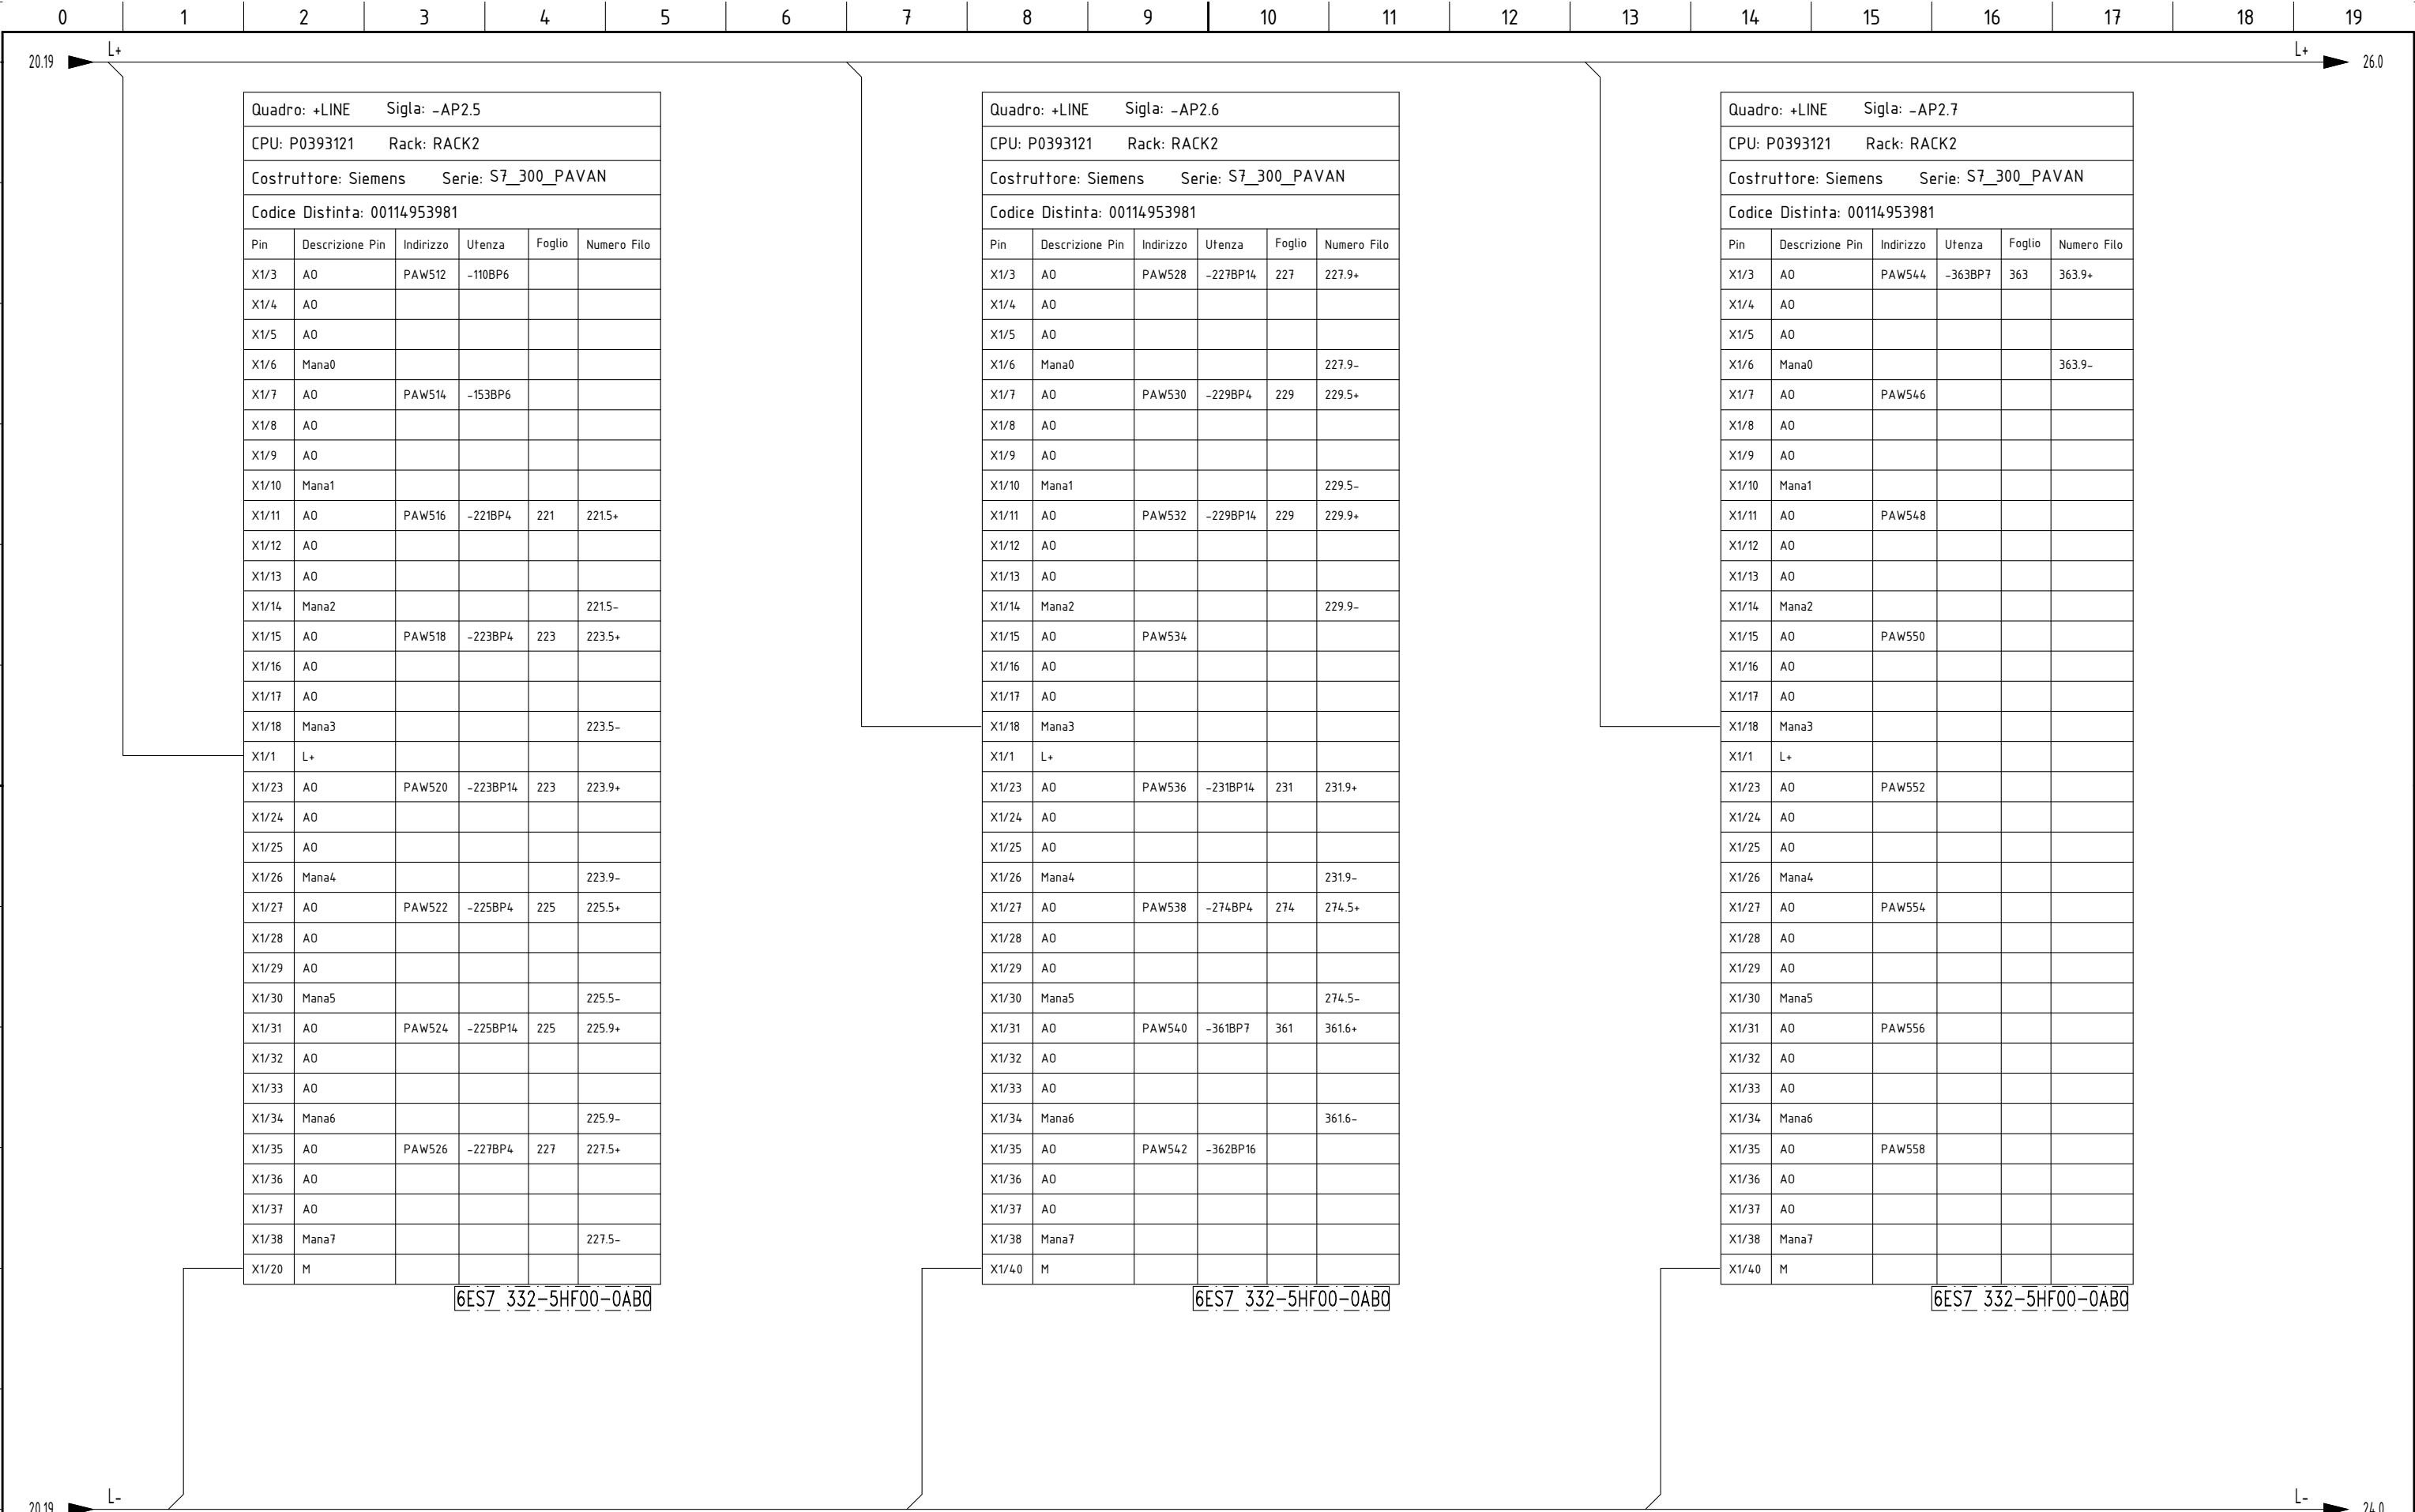 0 1 2 3 4 5 6 7 8 9 10 11 12 13 14 15 16 17 18 19
L+ L+
20.19 26.0
Quadro: +LINE Sigla: -AP2.5
CPU: P0393121 Rack: RACK2
Costruttore: Siemens Serie: S7_300_PAVAN
Codice Distinta: 00114953981
Pin Descrizione Pin Indirizzo Utenza Foglio Numero Filo
X1/3 AO PAW512 -110BP6
X1/4 AO
X1/5 AO
X1/6 Mana0
X1/7 AO PAW514 -153BP6
X1/8 AO
X1/9 AO
X1/10 Mana1
X1/11 AO PAW516 -221BP4 221 221.5+
X1/12 AO
X1/13 AO
X1/14 Mana2 221.5-
X1/15 AO PAW518 -223BP4 223 223.5+
X1/16 AO
X1/17 AO
X1/18 Mana3 223.5-
X1/1 L+
X1/23 AO PAW520 -223BP14 223 223.9+
X1/24 AO
X1/25 AO
X1/26 Mana4 223.9-
X1/27 AO PAW522 -225BP4 225 225.5+
X1/28 AO
X1/29 AO
X1/30 Mana5 225.5-
X1/31 AO PAW524 -225BP14 225 225.9+
X1/32 AO
X1/33 AO
X1/34 Mana6 225.9-
X1/35 AO PAW526 -227BP4 227 227.5+
X1/36 AO
X1/37 AO
X1/38 Mana7 227.5-
X1/20 M
6ES7 332-5HF00-0AB0
Quadro: +LINE Sigla: -AP2.6
CPU: P0393121 Rack: RACK2
Costruttore: Siemens Serie: S7_300_PAVAN
Codice Distinta: 00114953981
Pin Descrizione Pin Indirizzo Utenza Foglio Numero Filo
X1/3 AO PAW528 -227BP14 227 227.9+
X1/4 AO
X1/5 AO
X1/6 Mana0 227.9-
X1/7 AO PAW530 -229BP4 229 229.5+
X1/8 AO
X1/9 AO
X1/10 Mana1 229.5-
X1/11 AO PAW532 -229BP14 229 229.9+
X1/12 AO
X1/13 AO
X1/14 Mana2 229.9-
X1/15 AO PAW534
X1/16 AO
X1/17 AO
X1/18 Mana3
X1/1 L+
X1/23 AO PAW536 -231BP14 231 231.9+
X1/24 AO
X1/25 AO
X1/26 Mana4 231.9-
X1/27 AO PAW538 -274BP4 274 274.5+
X1/28 AO
X1/29 AO
X1/30 Mana5 274.5-
X1/31 AO PAW540 -361BP7 361 361.6+
X1/32 AO
X1/33 AO
X1/34 Mana6 361.6-
X1/35 AO PAW542 -362BP16
X1/36 AO
X1/37 AO
X1/38 Mana7
X1/40 M
6ES7 332-5HF00-0AB0
Quadro: +LINE Sigla: -AP2.7
CPU: P0393121 Rack: RACK2
Costruttore: Siemens Serie: S7_300_PAVAN
Codice Distinta: 00114953981
Pin Descrizione Pin Indirizzo Utenza Foglio Numero Filo
X1/3 AO PAW544 -363BP7 363 363.9+
X1/4 AO
X1/5 AO
X1/6 Mana0 363.9-
X1/7 AO PAW546
X1/8 AO
X1/9 AO
X1/10 Mana1
X1/11 AO PAW548
X1/12 AO
X1/13 AO
X1/14 Mana2
X1/15 AO PAW550
X1/16 AO
X1/17 AO
X1/18 Mana3
X1/1 L+
X1/23 AO PAW552
X1/24 AO
X1/25 AO
X1/26 Mana4
X1/27 AO PAW554
X1/28 AO
X1/29 AO
X1/30 Mana5
X1/31 AO PAW556
X1/32 AO
X1/33 AO
X1/34 Mana6
X1/35 AO PAW558
X1/36 AO
X1/37 AO
X1/38 Mana7
X1/40 M
6ES7 332-5HF00-0AB0
L- L-
20.19 24.0